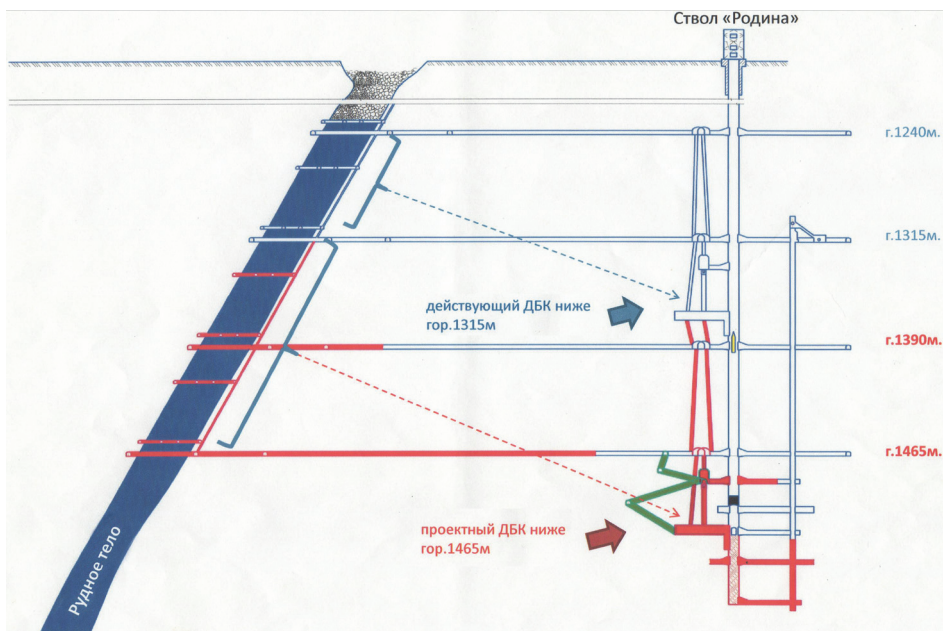 Ствол «Родина»
г.1240м.
г.1315м.
действующий ДБК ниже
гор.1315м
г.1390м.
г.1465м.
проектный ДБК ниже
гор.1465м
Рудное тело